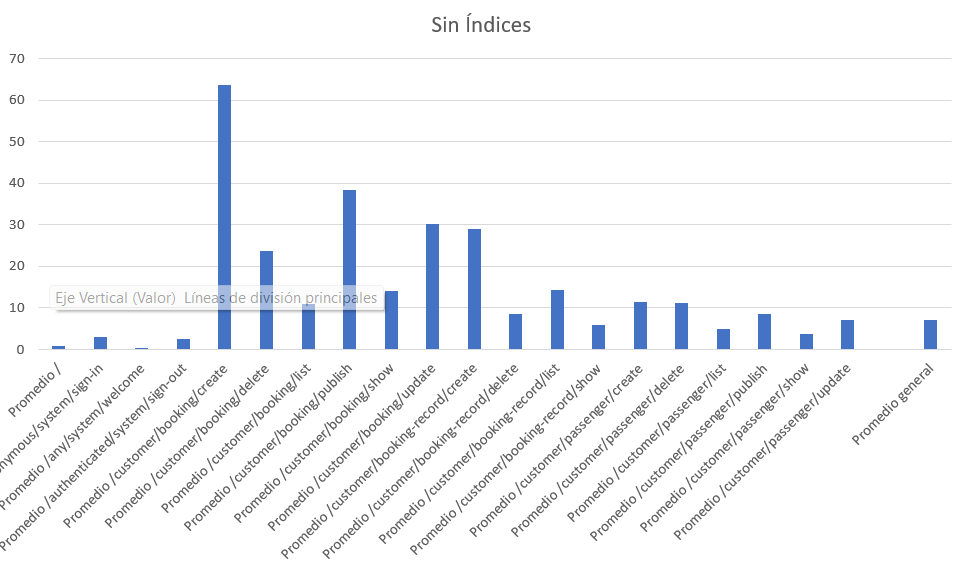 Sin Índices
70
60
50
40
30
20
10
0
Eje Vertical (Valor) Líneas de división principales
Promedio /
nonymous/system/sign-in
Promedio /any/system/welcome
Promedio /authenticated/system/sign-out
Promedio /customer/booking/create
Promedio /customer/booking/delete
Promedio /customer/booking/list
Promedio /customer/booking/publish
Promedio /customer/booking/show
Promedio /customer/booking/update
Promedio /customer/booking-record/create
Promedio /customer/booking-record/delete
Promedio /customer/booking-record/list
Promedio /customer/booking-record/show
Promedio /customer/passenger/create
Promedio /customer/passenger/delete
Promedio /customer/passenger/list
Promedio /customer/passenger/publish
Promedio /customer/passenger/show
Promedio /customer/passenger/update
Promedio general